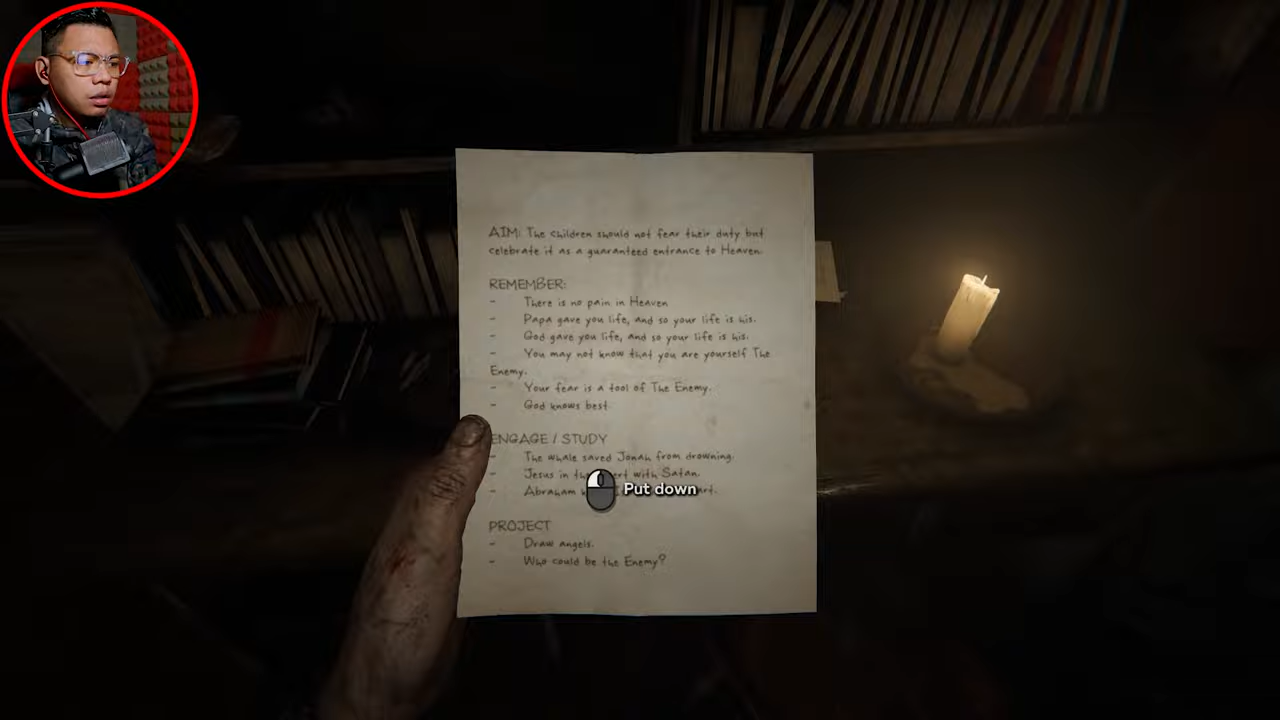 AIM: The children should not fear their duty but
celebrate it as a guaranteed entrance to Heaven.
REMEMBER:
- There is no pain in Heaven
- Papa gave you life, and so your life is his.
- God gave you life, and so your life is his.
- You may not know that you are yourself The
Enemy.
- Your fear is a tool of The Enemy.
- God knows best.
ENGAGE / STUDY
- The whale saved Jonah from drowning.
- Jesus in with Satan.
- Abraham
Put down
PROJECT
- Draw angels.
- Who could be the Enemy?